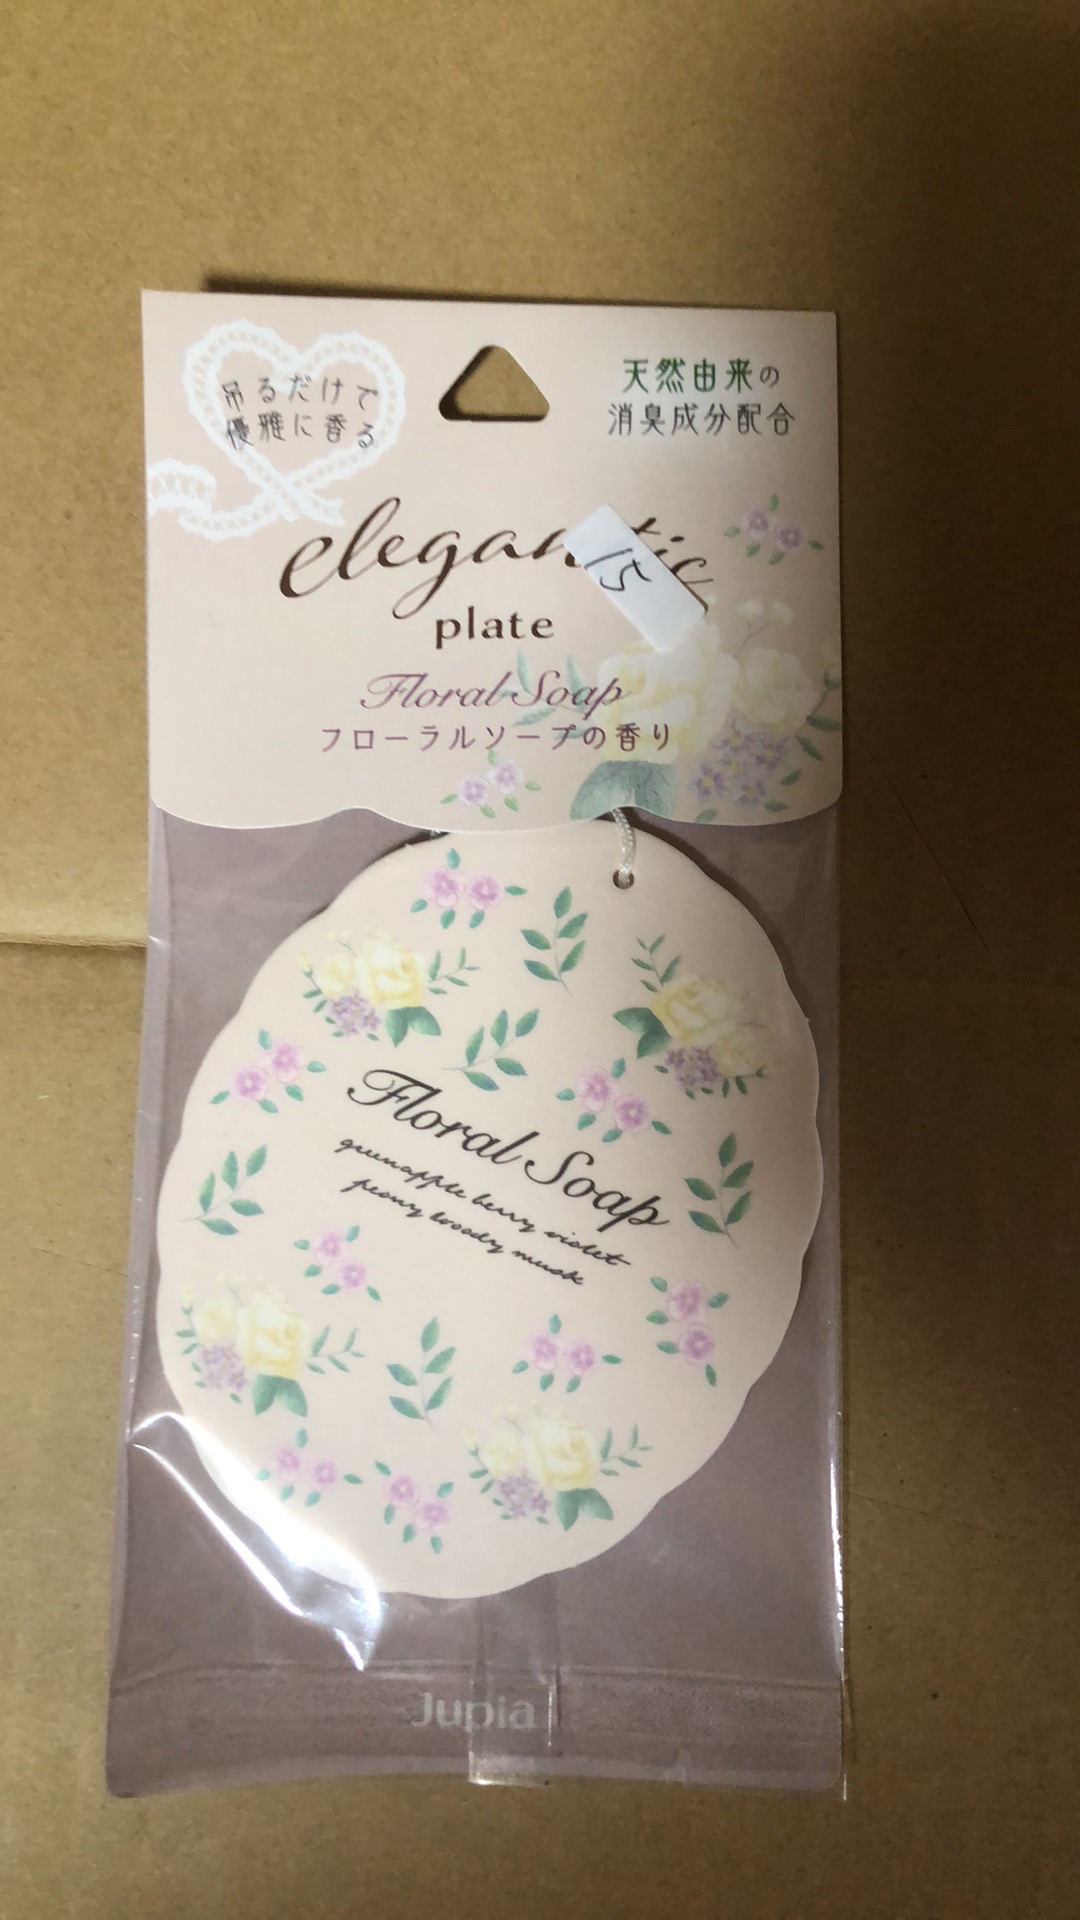 吊るだけで
優雅に香る
天然由来の
消臭成分配合
15
plate
Floral Soap
フローラルソープの香り
Floral Soap
greenapple berry violet
peony woody musk
Jupia